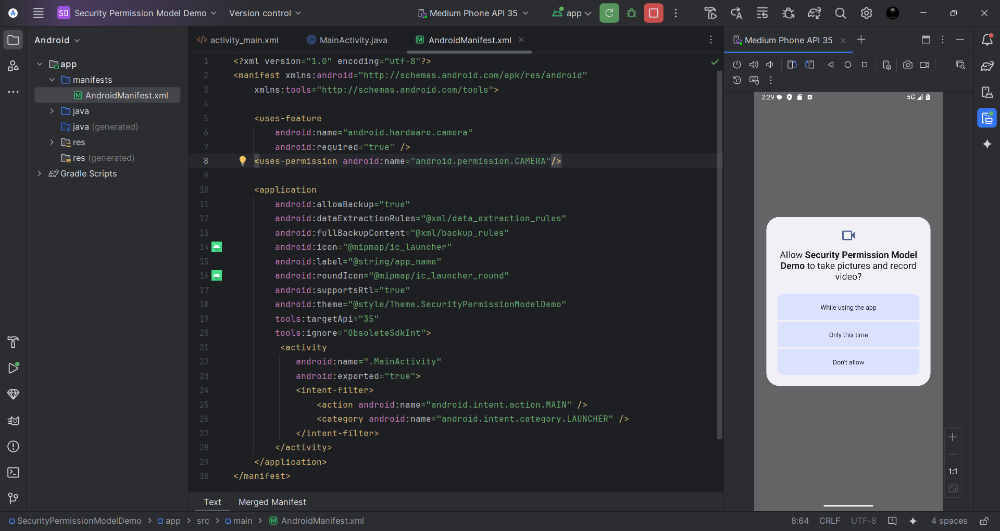 SD Security Permission Model Demo Version control Medium Phone API 35 app
Android
app
manifests
AndroidManifest.xml
java
java (generated)
res
res (generated)
Gradle Scripts
activity_main.xml MainActivity.java AndroidManifest.xml
1 <?xml version="1.0" encoding="utf-8"?>
2 <manifest xmlns:android="http://schemas.android.com/apk/res/android"
3 xmlns:tools="http://schemas.android.com/tools">
4
5 <uses-feature
6 android:name="android.hardware.camera"
7 android:required="true" />
8 <uses-permission android:name="android.permission.CAMERA"/>
9
10 <application
11 android:allowBackup="true"
12 android:dataExtractionRules="@xml/data_extraction_rules"
13 android:fullBackupContent="@xml/backup_rules"
14 android:icon="@mipmap/ic_launcher"
15 android:label="@string/app_name"
16 android:roundIcon="@mipmap/ic_launcher_round"
17 android:supportsRtl="true"
18 android:theme="@style/Theme.SecurityPermissionModelDemo"
19 tools:targetApi="35"
20 tools:ignore="ObsoleteSdkInt">
21 <activity
22 android:name=".MainActivity"
23 android:exported="true">
24 <intent-filter>
25 <action android:name="android.intent.action.MAIN" />
26 <category android:name="android.intent.category.LAUNCHER" />
27 </intent-filter>
28 </activity>
29 </application>
30 </manifest>
Text Merged Manifest
Medium Phone API 35
2:29 5G
Allow Security Permission Model
Demo to take pictures and record
video?
While using the app
Only this time
Don't allow
1:1
SecurityPermissionModelDemo > app > src > main > AndroidManifest.xml
8:64 CRLF UTF-8 4 spaces